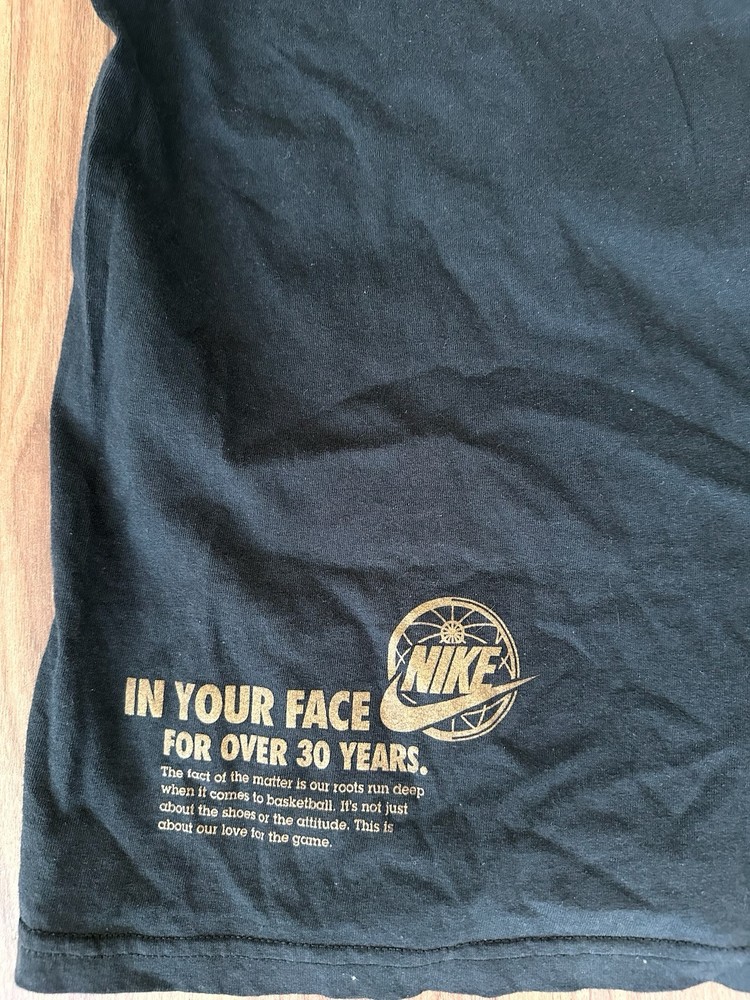 NIKE
IN YOUR FACE
FOR OVER 30 YEARS.
The fact of the matter is our roots run deep
when it comes to basketball. It's not just
about the shoes or the attitude. This is
about our love for the game.